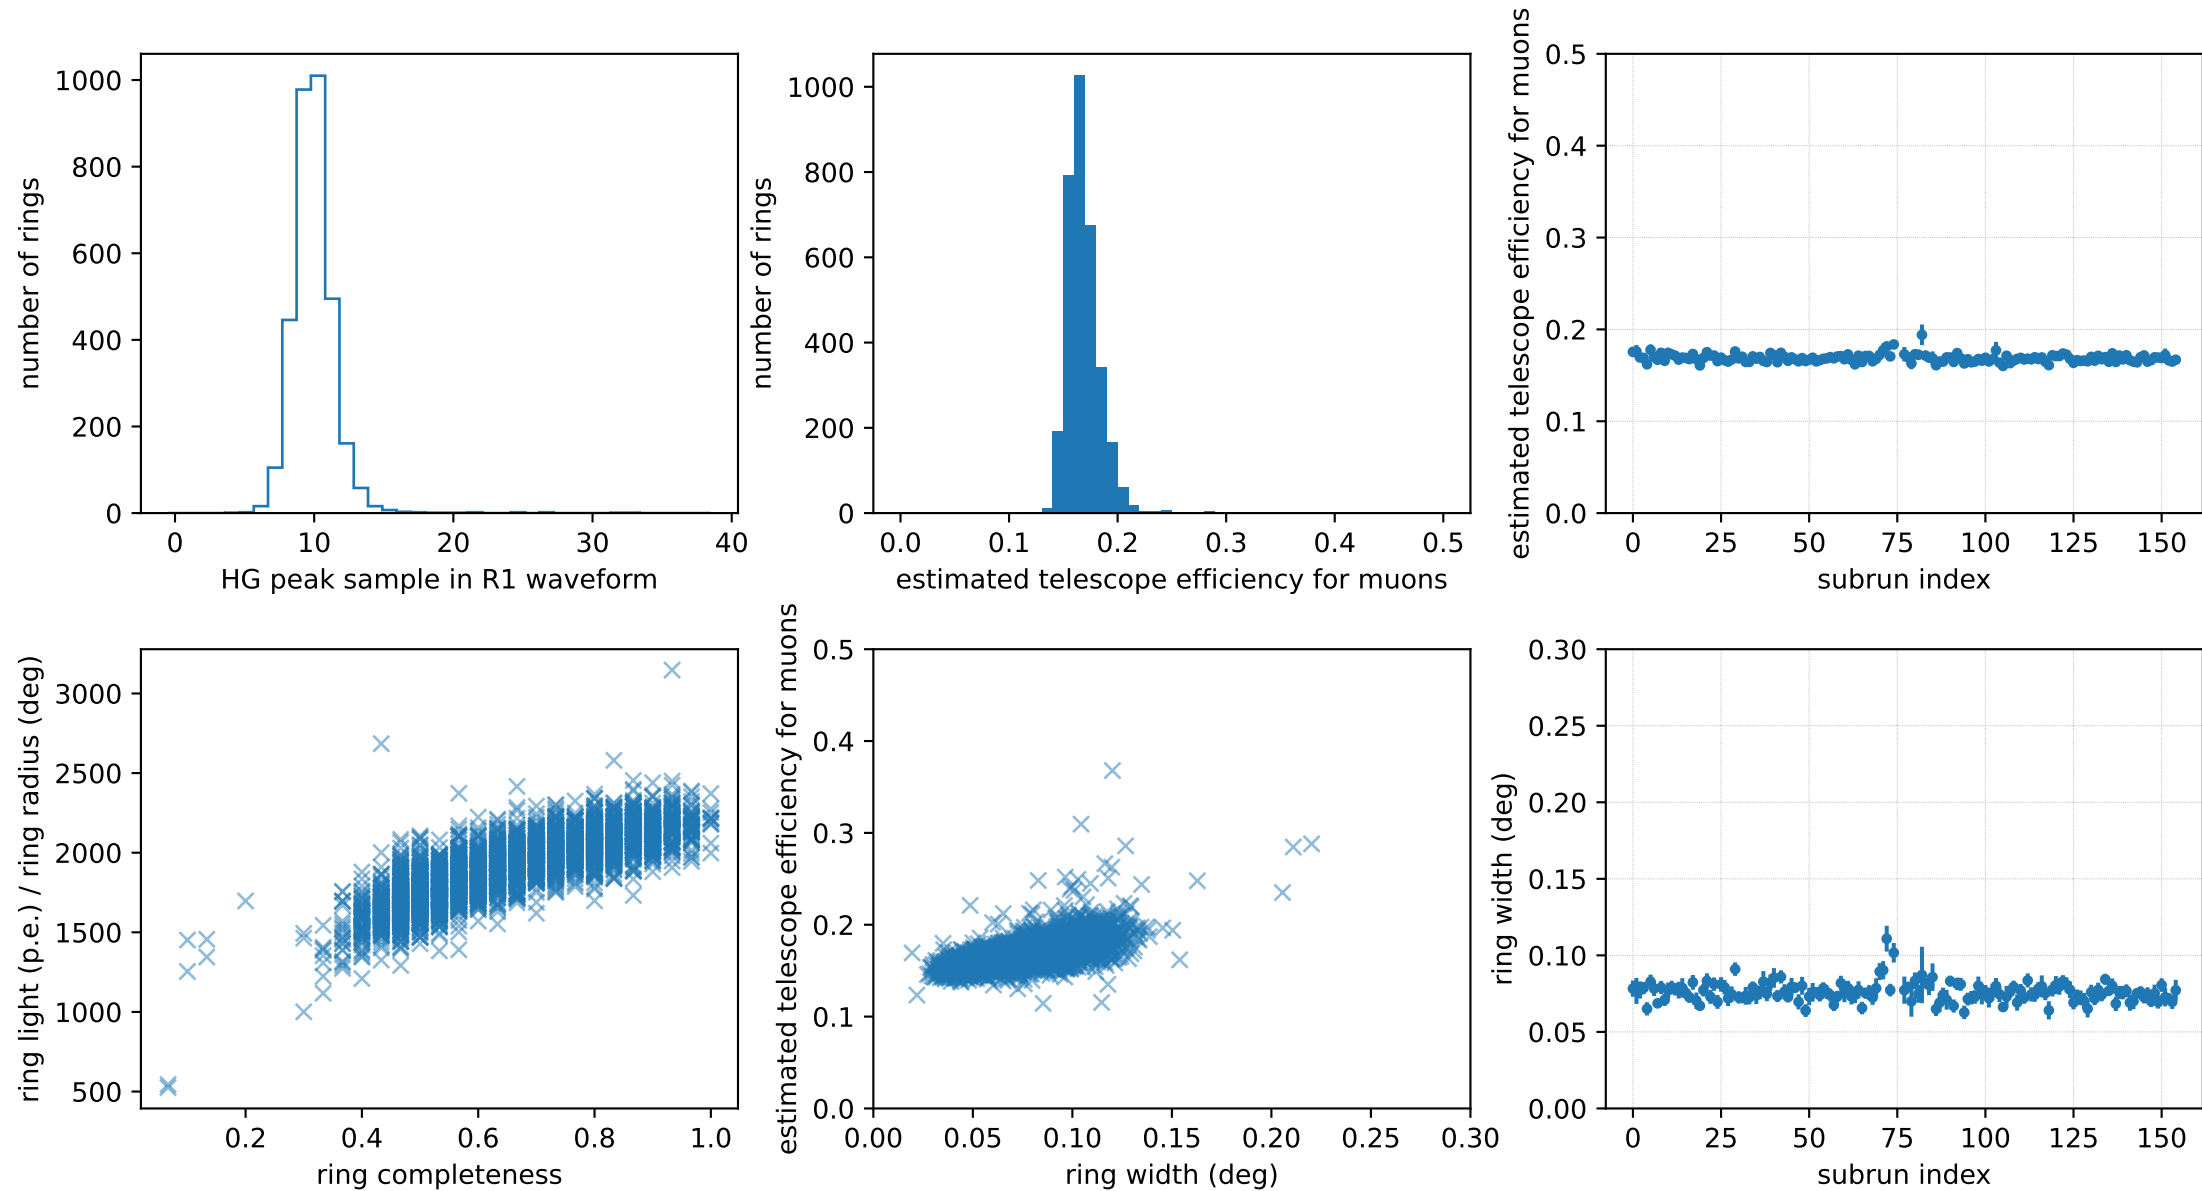 number of rings
1000
800
600
400
200
0
0 10 20 30 40
HG peak sample in R1 waveform
number of rings
1000
800
600
400
200
0
0.0 0.1 0.2 0.3 0.4 0.5
estimated telescope efficiency for muons
estimated telescope efficiency for muons
0.5
0.4
0.3
0.2
0.1
0.0
0 25 50 75 100 125 150
subrun index
ring light (p.e.) / ring radius (deg)
3000
2500
2000
1500
1000
500
0.2 0.4 0.6 0.8 1.0
ring completeness
estimated telescope efficiency for muons
0.5
0.4
0.3
0.2
0.1
0.0
0.00 0.05 0.10 0.15 0.20 0.25 0.30
ring width (deg)
ring width (deg)
0.30
0.25
0.20
0.15
0.10
0.05
0.00
0 25 50 75 100 125 150
subrun index